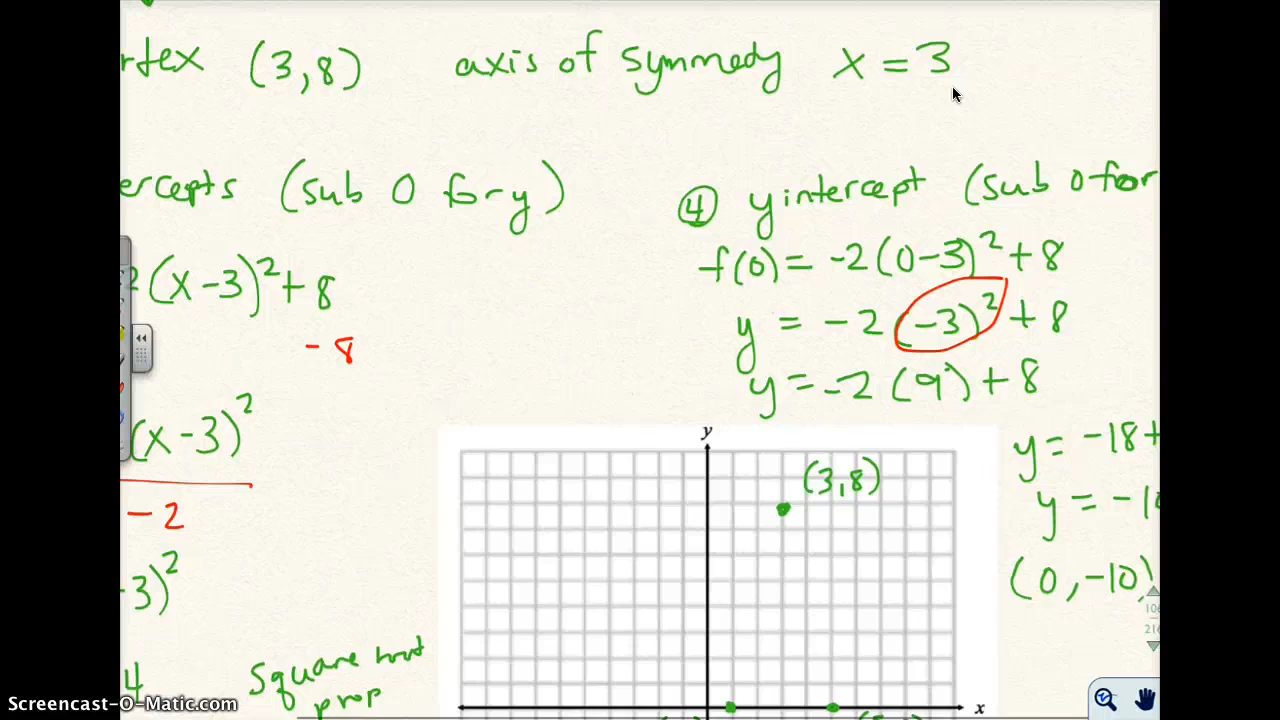 rtex (3,8) axis of symmedy x = 3
ercepts (sub 0 for y)
④ y intercept (sub 0 for
2(x-3)²+8
f(0) = -2(0-3)²+8
-8
y = -2(-3)²+8
y = -2(9)+8
(x-3)²
-2
y
(3,8)
y = -18+
y = -10
(0,-10)
-3)²
4
Square root
prop
x
Screencast-O-Matic.com